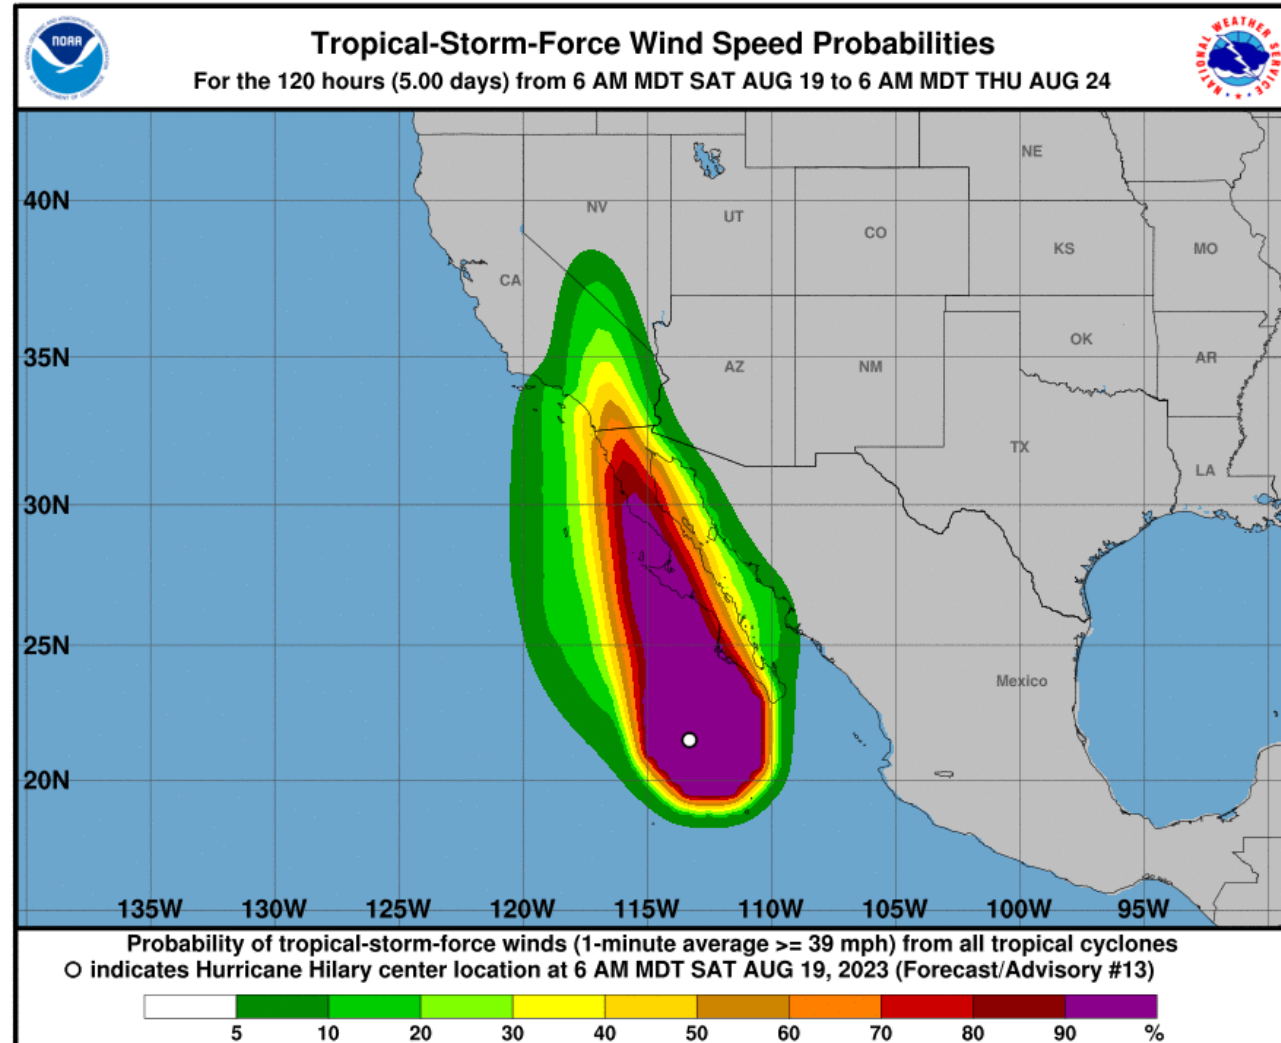 Tropical-Storm-Force Wind Speed Probabilities
For the 120 hours (5.00 days) from 6 AM MDT SAT AUG 19 to 6 AM MDT THU AUG 24
NOAA
NATIONAL WEATHER SERVICE
NE
40N
NV
UT
CO
KS
MO
CA
35N
AZ
NM
OK
AR
TX
LA
30N
25N
Mexico
20N
135W 130W 125W 120W 115W 110W 105W 100W 95W
Probability of tropical-storm-force winds (1-minute average >= 39 mph) from all tropical cyclones
indicates Hurricane Hilary center location at 6 AM MDT SAT AUG 19, 2023 (Forecast/Advisory #13)
5 10 20 30 40 50 60 70 80 90 %